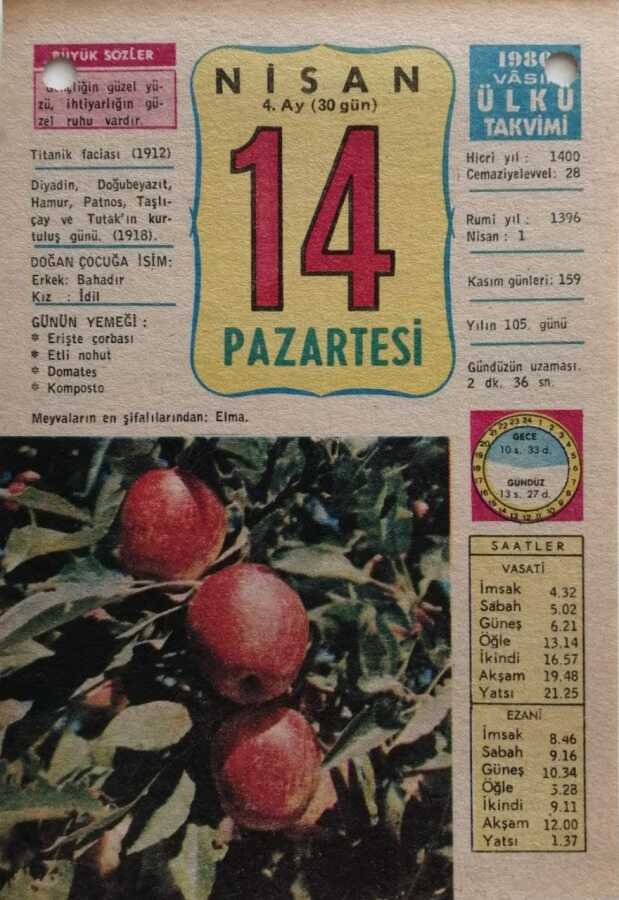 BÜYÜK SÖZLER
Gençliğin güzel yü-
zü, ihtiyarlığın gü-
zel ruhu vardır.
Titanik faciası (1912)
Diyadin, Doğubeyazıt,
Hamur, Patnos, Taşlı-
çay ve Tutak'ın kur-
tuluş günü. (1918).
DOĞAN ÇOCUĞA İSİM:
Erkek: Bahadır
Kız : İdil
GÜNÜN YEMEĞİ :
* Erişte çorbası
* Etli nohut
* Domates
* Komposto
Meyvaların en şifalılarından: Elma.
NİSAN
4. Ay (30 gün)
14
PAZARTESİ
1980
VÂSIF
ÜLKÜ
TAKVİMİ
Hicri yıl : 1400
Cemaziyelevvel: 28
Rumi yıl : 1396
Nisan : 1
Kasım günleri: 159
Yılın 105. günü
Gündüzün uzaması.
2 dk. 36 sn.
GECE
10 s. 33 d.
GÜNDÜZ
13 s. 27 d.
SAATLER
VASATİ
İmsak 4.32
Sabah 5.02
Güneş 6.21
Öğle 13.14
İkindi 16.57
Akşam 19.48
Yatsı 21.25
EZANİ
İmsak 8.46
Sabah 9.16
Güneş 10.34
Öğle 5.28
İkindi 9.11
Akşam 12.00
Yatsı 1.37